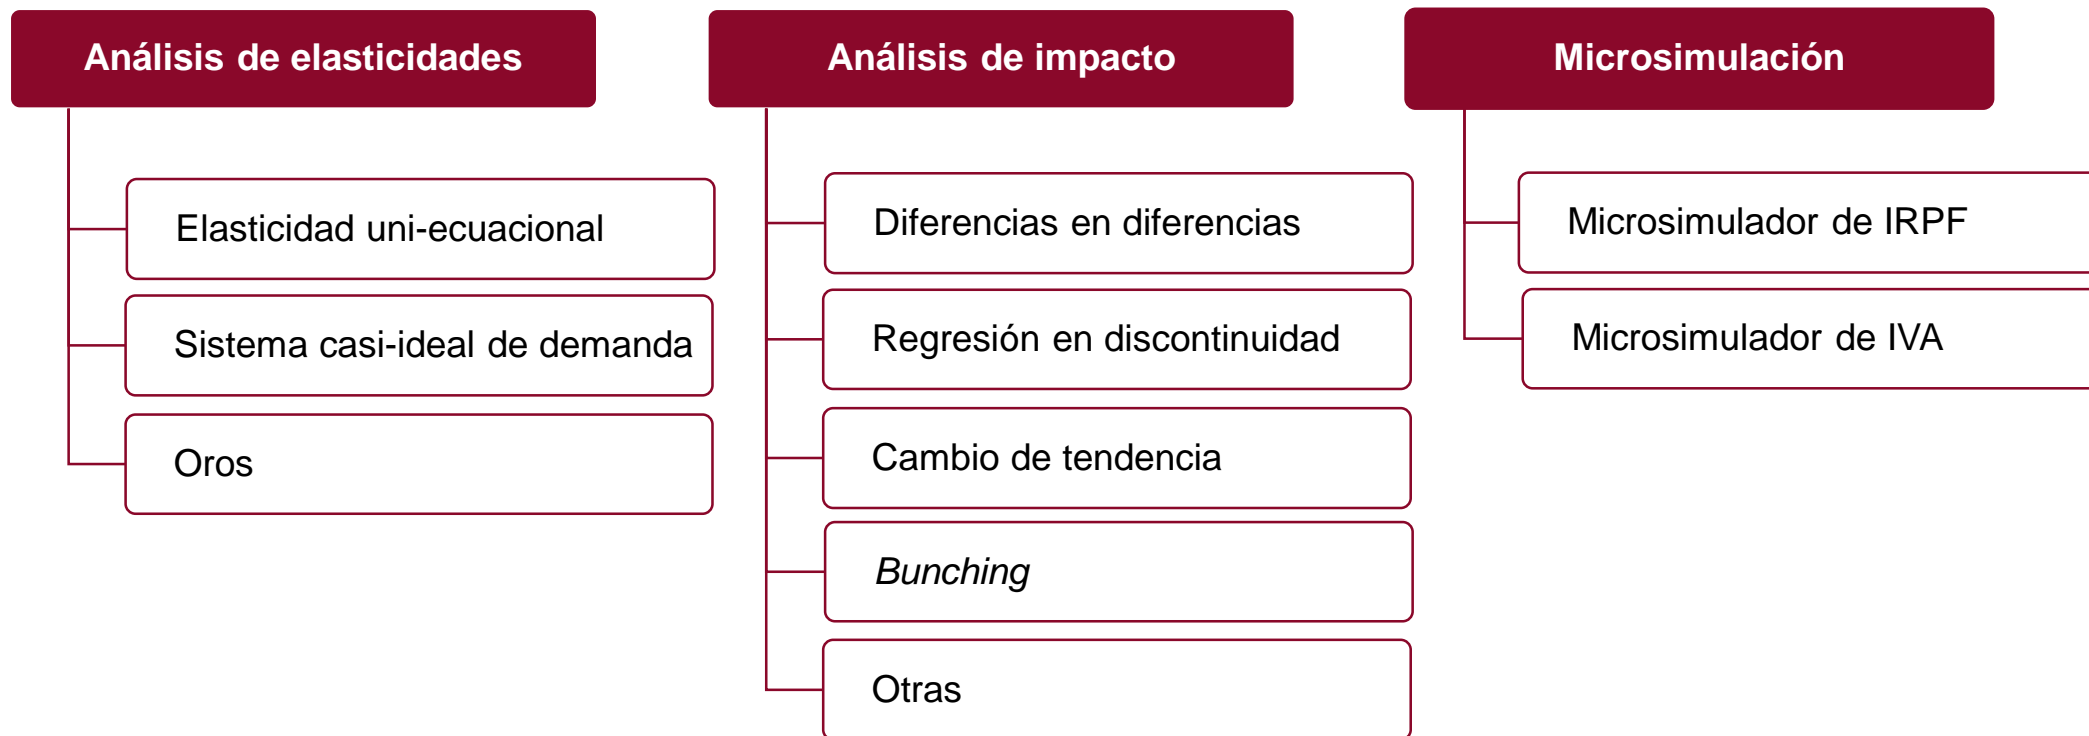 Análisis de elasticidades
Elasticidad uni-ecuacional
Sistema casi-ideal de demanda
Oros
Análisis de impacto
Diferencias en diferencias
Regresión en discontinuidad
Cambio de tendencia
Bunching
Otras
Microsimulación
Microsimulador de IRPF
Microsimulador de IVA